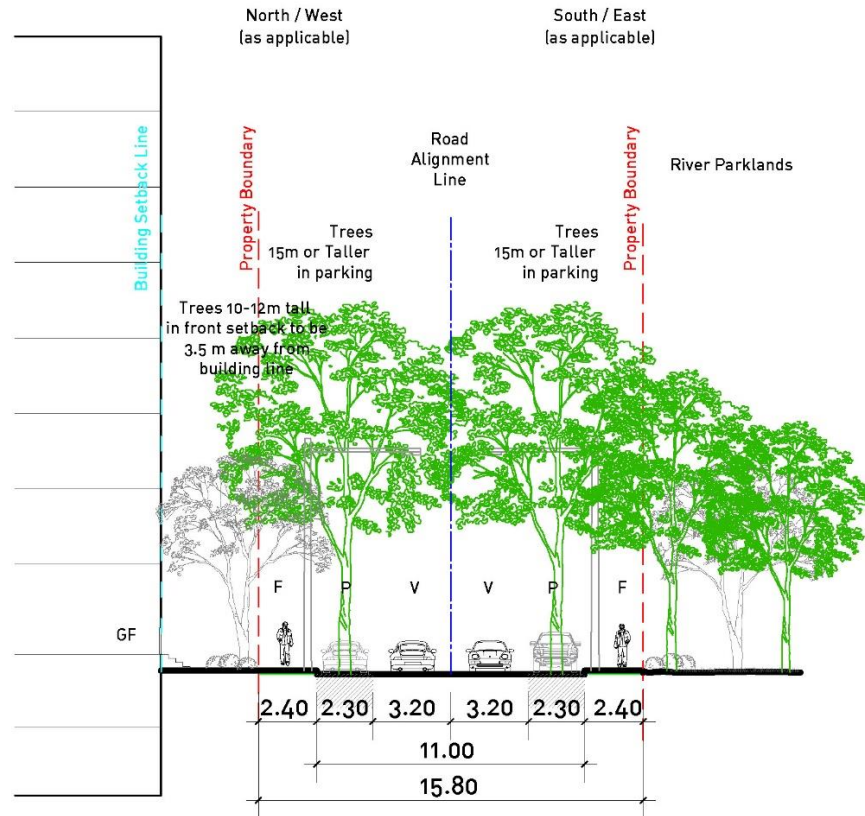 North / West
(as applicable)
South / East
(as applicable)
Building Setback Line
Property Boundary
Road
Alignment
Line
Property Boundary
River Parklands
Trees
15m or Taller
in parking
Trees
15m or Taller
in parking
Trees 10-12m tall
in front setback to be
3.5 m away from
building line
F P V V P F
GF
2.40 2.30 3.20 3.20 2.30 2.40
11.00
15.80